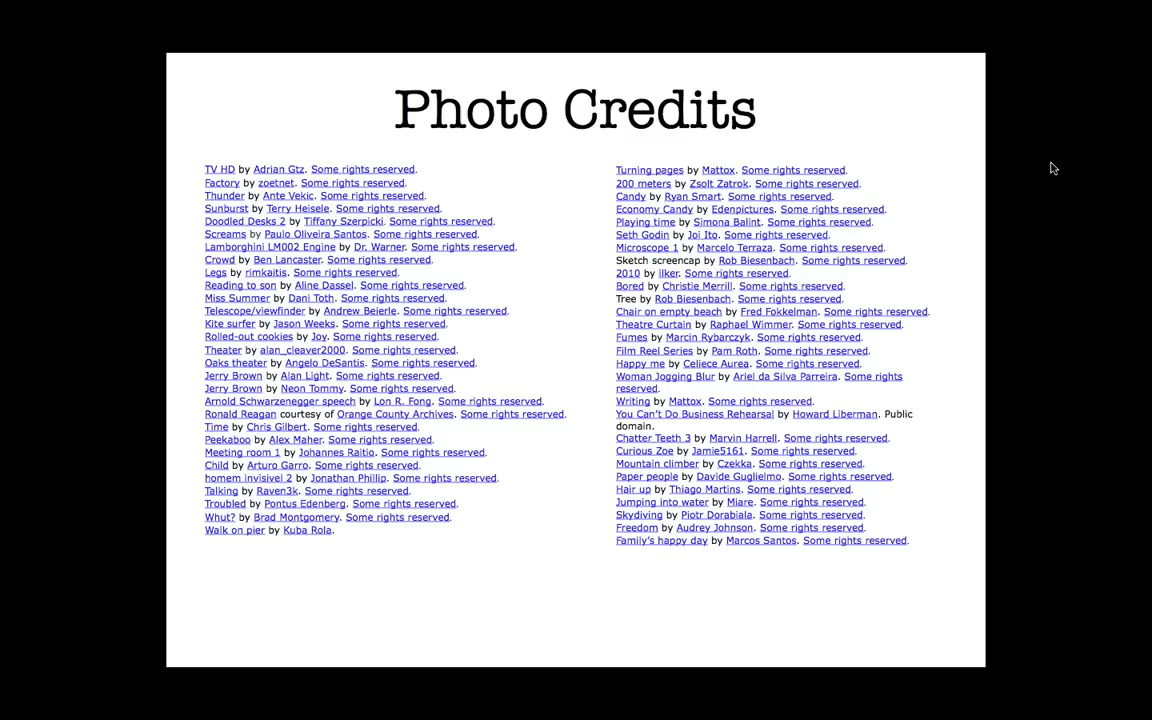 Photo Credits
TV HD by Adrian Gtz. Some rights reserved.
Factory by zoetnet. Some rights reserved.
Thunder by Ante Vekic. Some rights reserved.
Sunburst by Terry Heisele. Some rights reserved.
Doodled Desks 2 by Tiffany Szerpicki. Some rights reserved.
Screams by Paulo Oliveira Santos. Some rights reserved.
Lamborghini LM002 Engine by Dr. Warner. Some rights reserved.
Crowd by Ben Lancaster. Some rights reserved.
Legs by rimkaitis. Some rights reserved.
Reading to son by Aline Dassel. Some rights reserved.
Miss Summer by Dani Toth. Some rights reserved.
Telescope/viewfinder by Andrew Beierle. Some rights reserved.
Kite surfer by Jason Weeks. Some rights reserved.
Rolled-out cookies by Joy. Some rights reserved.
Theater by alan_cleaver2000. Some rights reserved.
Oaks theater by Angelo DeSantis. Some rights reserved.
Jerry Brown by Alan Light. Some rights reserved.
Jerry Brown by Neon Tommy. Some rights reserved.
Arnold Schwarzenegger speech by Lon R. Fong. Some rights reserved.
Ronald Reagan courtesy of Orange County Archives. Some rights reserved.
Time by Chris Gilbert. Some rights reserved.
Peekaboo by Alex Maher. Some rights reserved.
Meeting room 1 by Johannes Raitio. Some rights reserved.
Child by Arturo Garro. Some rights reserved.
homem invisivel 2 by Jonathan Phillip. Some rights reserved.
Talking by Raven3k. Some rights reserved.
Troubled by Pontus Edenberg. Some rights reserved.
Whut? by Brad Montgomery. Some rights reserved.
Walk on pier by Kuba Rola.
Turning pages by Mattox. Some rights reserved.
200 meters by Zsolt Zatrok. Some rights reserved.
Candy by Ryan Smart. Some rights reserved.
Economy Candy by Edenpictures. Some rights reserved.
Playing time by Simona Balint. Some rights reserved.
Seth Godin by Joi Ito. Some rights reserved.
Microscope 1 by Marcelo Terraza. Some rights reserved.
Sketch screencap by Rob Biesenbach. Some rights reserved.
2010 by ilker. Some rights reserved.
Bored by Christie Merrill. Some rights reserved.
Tree by Rob Biesenbach. Some rights reserved.
Chair on empty beach by Fred Fokkelman. Some rights reserved.
Theatre Curtain by Raphael Wimmer. Some rights reserved.
Fumes by Marcin Rybarczyk. Some rights reserved.
Film Reel Series by Pam Roth. Some rights reserved.
Happy me by Celiece Aurea. Some rights reserved.
Woman Jogging Blur by Ariel da Silva Parreira. Some rights
reserved.
Writing by Mattox. Some rights reserved.
You Can't Do Business Rehearsal by Howard Liberman. Public
domain.
Chatter Teeth 3 by Marvin Harrell. Some rights reserved.
Curious Zoe by Jamie5161. Some rights reserved.
Mountain climber by Czekka. Some rights reserved.
Paper people by Davide Guglielmo. Some rights reserved.
Hair up by Thiago Martins. Some rights reserved.
Jumping into water by Miare. Some rights reserved.
Skydiving by Piotr Dorabiala. Some rights reserved.
Freedom by Audrey Johnson. Some rights reserved.
Family's happy day by Marcos Santos. Some rights reserved.